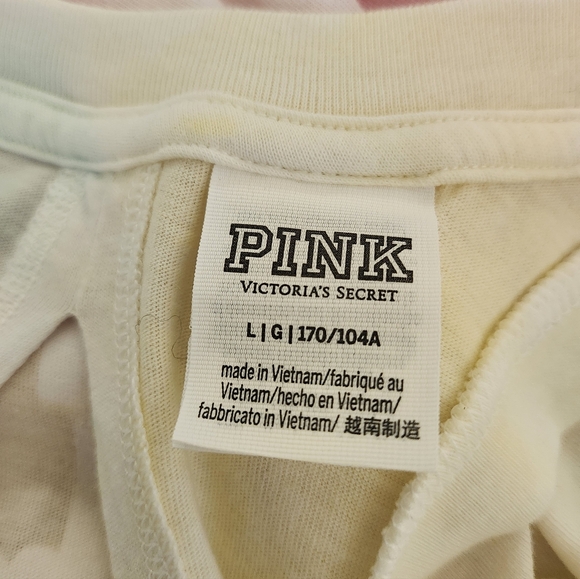 PINK
VICTORIA'S SECRET
L | G | 170/104A
made in Vietnam/fabriqué au
Vietnam/hecho en Vietnam/
fabbricato in Vietnam/ 越南制造